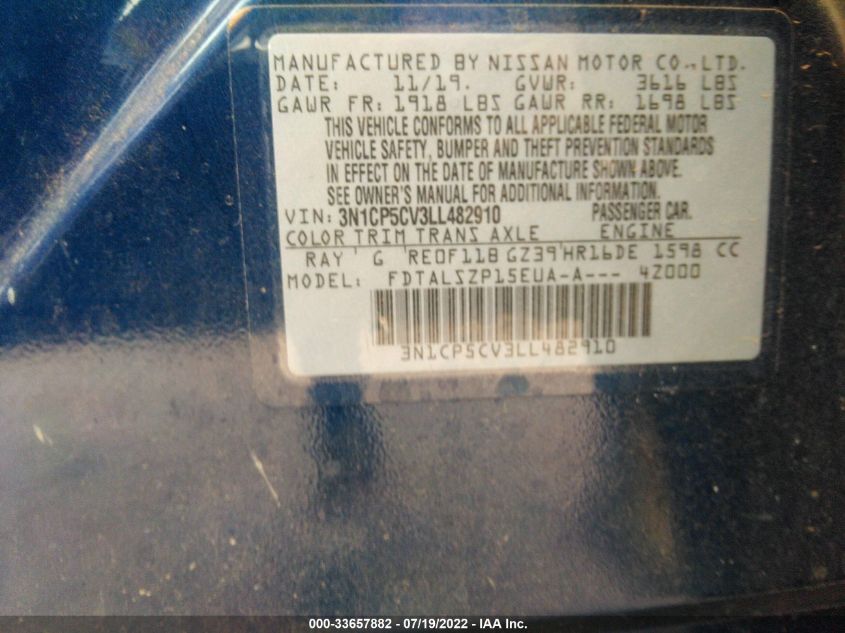 MANUFACTURED BY NISSAN MOTOR CO., LTD.
DATE: 11/19. GVWR: 3616 LBS
GAWR FR: 1918 LBS GAWR RR: 1698 LBS
THIS VEHICLE CONFORMS TO ALL APPLICABLE FEDERAL MOTOR
VEHICLE SAFETY, BUMPER AND THEFT PREVENTION STANDARDS
IN EFFECT ON THE DATE OF MANUFACTURE SHOWN ABOVE.
SEE OWNER'S MANUAL FOR ADDITIONAL INFORMATION.
VIN: 3N1CP5CV3LL482910 PASSENGER CAR.
COLOR TRIM TRANS AXLE ENGINE
RAY G RE0F11B GZ39 HR16DE 1598 CC
MODEL: FDTALSZP15EUA-A--- 4Z000
3N1CP5CV3LL482910
000-33657882 / 07/19/2022 - IAA Inc.